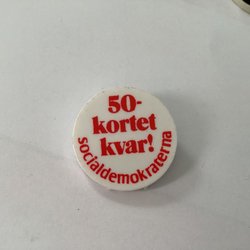 50-
kortet
kvar!
socialdemokraterna